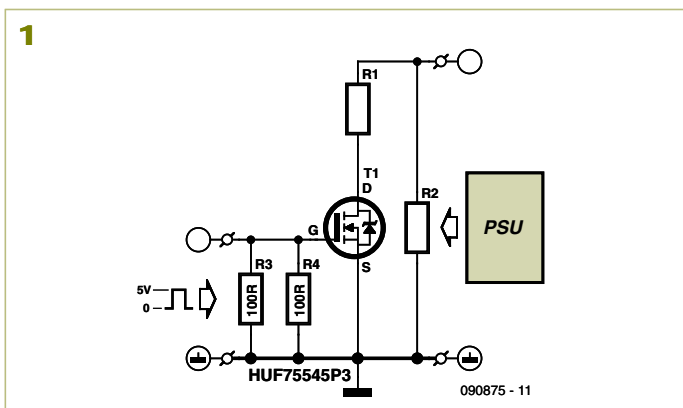 1
R1
T1
D
G
S
R2
PSU
R3
R4
100R
100R
5V
0
HUF75545P3
090875 - 11